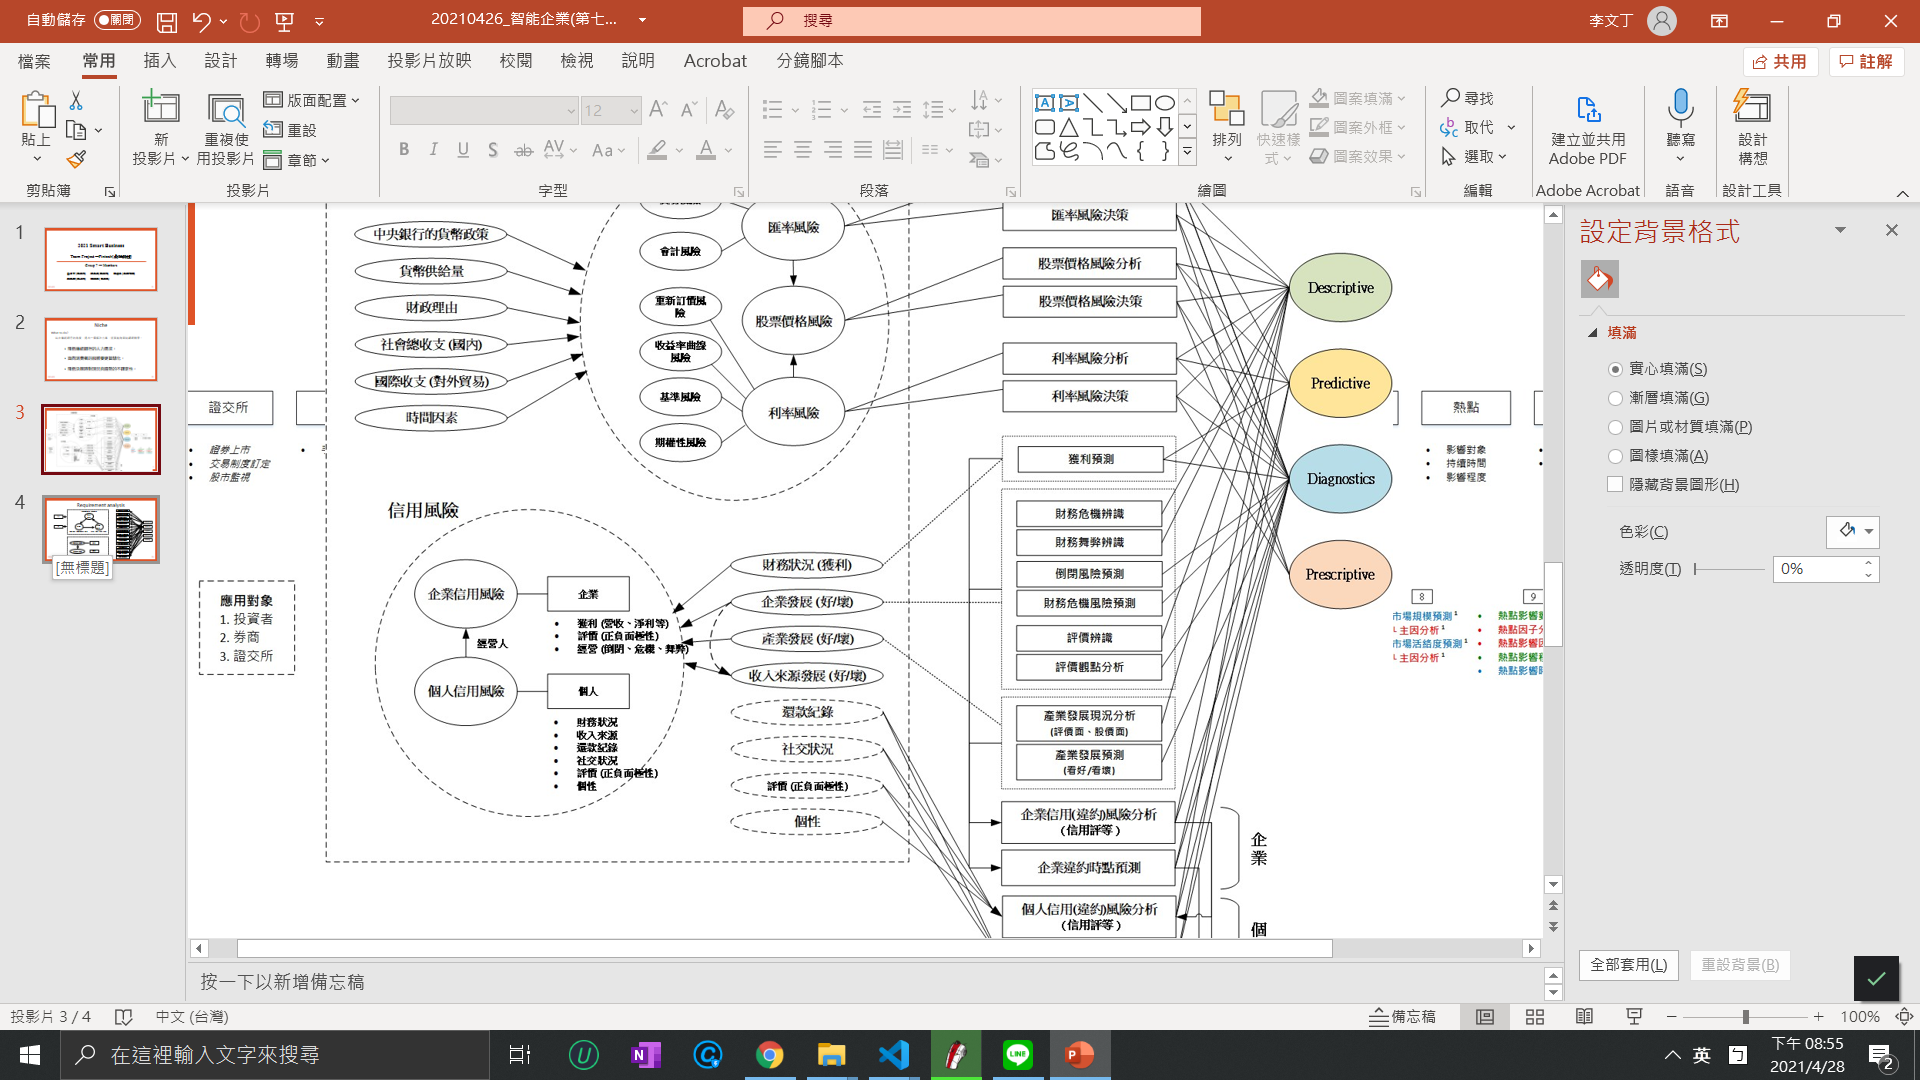 自動儲存
關閉
20210426_智能企業(第七...
搜尋
李文丁
檔案
常用
插入
設計
轉場
動畫
投影片放映
校閱
檢視
說明
Acrobat
分鏡腳本
共用
註解
貼上
新
投影片
重複使
用投影片
版面配置
重設
章節
12
B
I
U
S
ab
AV
Aa
A
排列
快速樣
式
圖案填滿
圖案外框
圖案效果
尋找
取代
選取
建立並共用
Adobe PDF
聽寫
設計
構想
剪貼簿
投影片
字型
段落
繪圖
編輯
Adobe Acrobat
語音
設計工具
1
2021 Smart Business
2
Niche
3
4
Requirement analysis
[無標題]
證交所
證券上市
交易制度訂定
股市監視
應用對象
1. 投資者
2. 券商
3. 證交所
中央銀行的貨幣政策
貨幣供給量
財政理由
社會總收支 (國內)
國際收支 (對外貿易)
時間因素
會計風險
重新訂價風
險
收益率曲線
風險
基準風險
期權性風險
匯率風險
股票價格風險
利率風險
信用風險
企業信用風險
經營人
個人信用風險
企業
獲利 (營收、淨利等)
評價 (正負面極性)
經營 (倒閉、危機、舞弊)
個人
財務狀況
收入來源
還款紀錄
社交狀況
評價 (正負面極性)
個性
財務狀況 (獲利)
企業發展 (好/壞)
產業發展 (好/壞)
收入來源發展 (好/壞)
還款紀錄
社交狀況
評價 (正負面極性)
個性
匯率風險決策
股票價格風險分析
股票價格風險決策
利率風險分析
利率風險決策
獲利預測
財務危機辨識
財務舞弊辨識
倒閉風險預測
財務危機風險預測
評價辨識
評價觀點分析
產業發展現況分析
(評價面、股價面)
產業發展預測
(看好/看壞)
企業信用(違約)風險分析
(信用評等)
企業違約時點預測
個人信用(違約)風險分析
(信用評等)
企
業
個
Descriptive
Predictive
Diagnostics
Prescriptive
熱點
影響對象
持續時間
影響程度
8
市場規模預測 1
└ 主因分析 1
市場活絡度預測 1
└ 主因分析 1
9
熱點影響
熱點因子分
熱點影響
熱點影響
熱點影響
按一下以新增備忘稿
設定背景格式
填滿
實心填滿(S)
漸層填滿(G)
圖片或材質填滿(P)
圖樣填滿(A)
隱藏背景圖形(H)
色彩(C)
透明度(T)
0%
全部套用(L)
重設背景(B)
投影片 3 / 4
中文 (台灣)
備忘稿
100%
在這裡輸入文字來搜尋
英
下午 08:55
2021/4/28
2